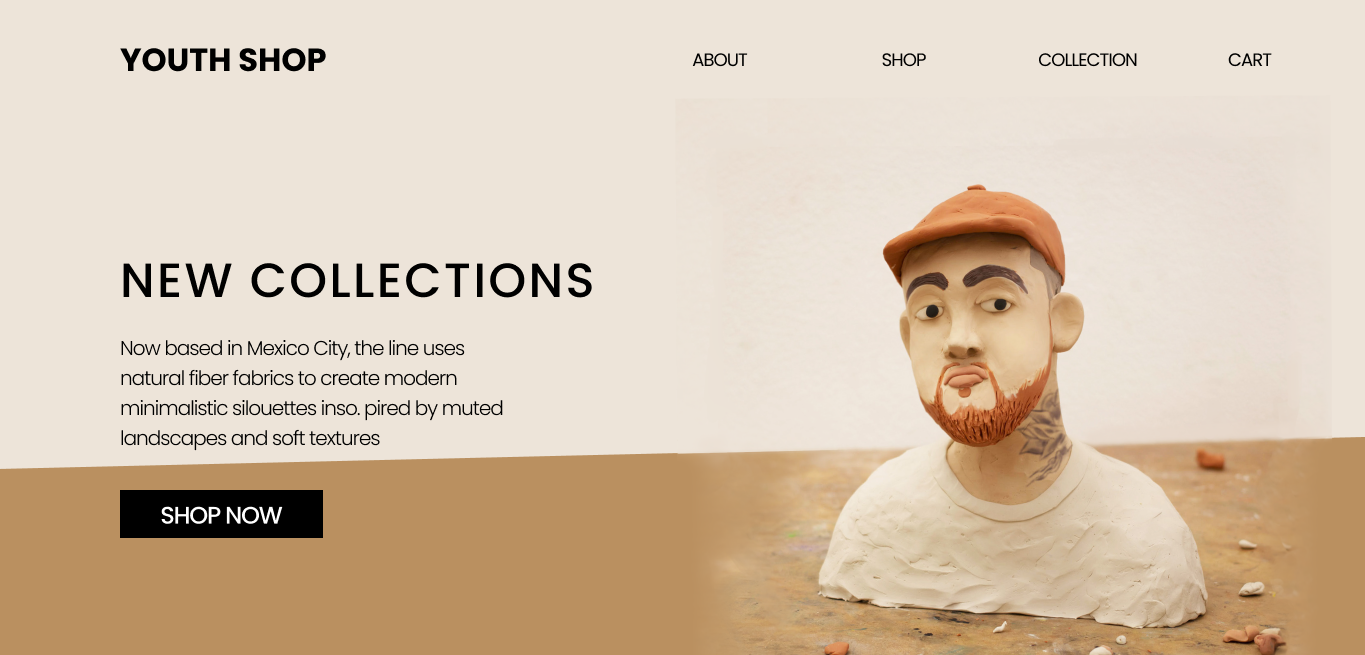 YOUTH SHOP
ABOUT SHOP COLLECTION CART
NEW COLLECTIONS
Now based in Mexico City, the line uses
natural fiber fabrics to create modern
minimalistic silouettes inso. pired by muted
landscapes and soft textures
SHOP NOW